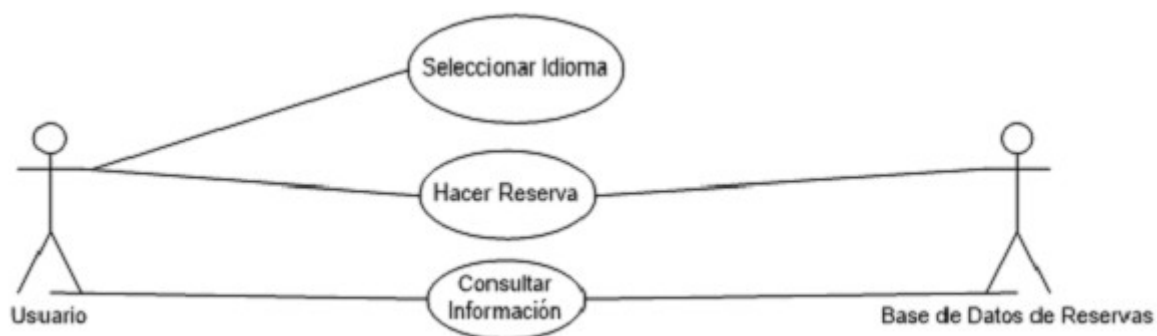 Seleccionar Idioma
Hacer Reserva
Consultar
Información
Usuario
Base de Datos de Reservas